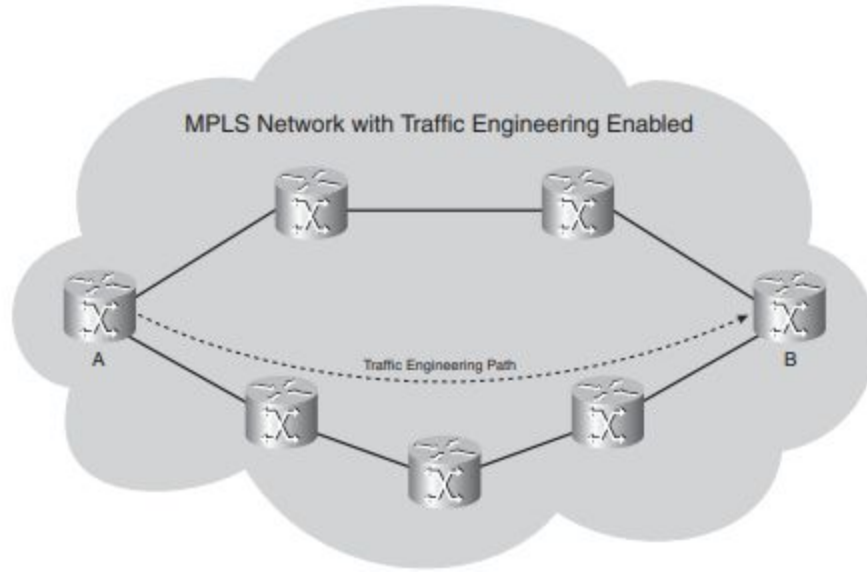 MPLS Network with Traffic Engineering Enabled
A
B
Traffic Engineering Path